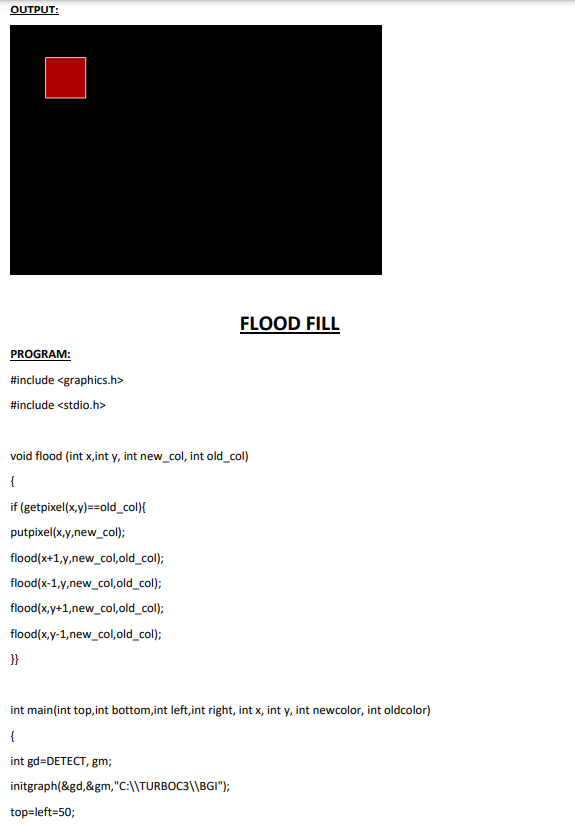 OUTPUT:
FLOOD FILL
PROGRAM:
#include <graphics.h>
#include <stdio.h>
void flood (int x,int y, int new_col, int old_col)
{
if (getpixel(x,y)==old_col){
putpixel(x,y,new_col);
flood(x+1,y,new_col,old_col);
flood(x-1,y,new_col,old_col);
flood(x,y+1,new_col,old_col);
flood(x,y-1,new_col,old_col);
}}
int main(int top,int bottom,int left,int right, int x, int y, int newcolor, int oldcolor)
{
int gd=DETECT, gm;
initgraph(&gd,&gm,"C:\\TURBOC3\\BGI");
top=left=50;